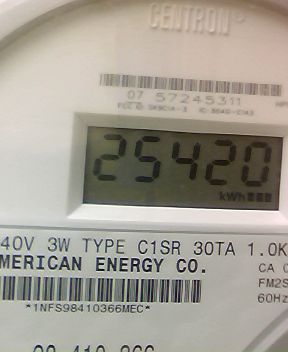 CENTRON®
07 57245311
25420
kWh
40V 3W TYPE C1SR 30TA 1.0K
MERICAN ENERGY CO. CA
FM2S
*1NFS98410366MEC* 60Hz